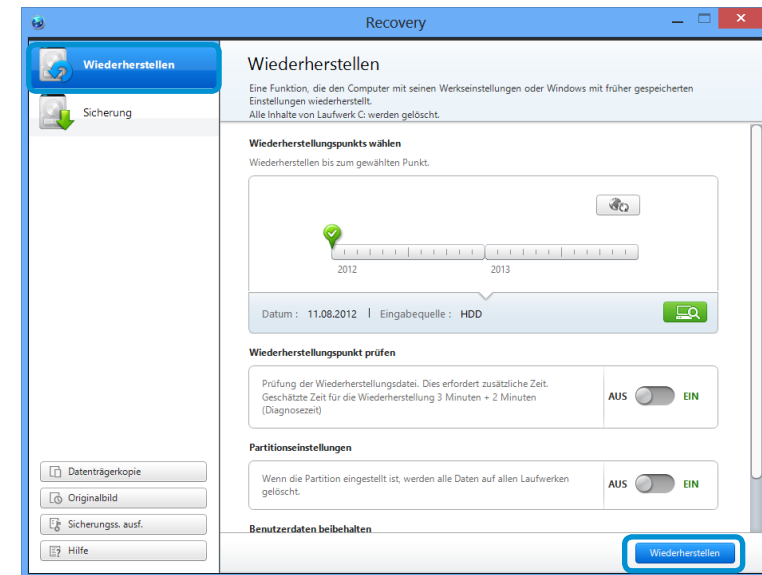 Recovery
Wiederherstellen
Sicherung
Datenträgerkopie
Originalbild
Sicherungss. ausf.
Hilfe
Wiederherstellen
Eine Funktion, die den Computer mit seinen Werkseinstellungen oder Windows mit früher gespeicherten
Einstellungen wiederherstellt.
Alle Inhalte von Laufwerk C: werden gelöscht.
Wiederherstellungspunkts wählen
Wiederherstellen bis zum gewählten Punkt.
2012 2013
Datum : 11.08.2012 | Eingabequelle : HDD
Wiederherstellungspunkt prüfen
Prüfung der Wiederherstellungsdatei. Dies erfordert zusätzliche Zeit.
Geschätzte Zeit für die Wiederherstellung 3 Minuten + 2 Minuten
(Diagnosezeit)
AUS EIN
Partitionseinstellungen
Wenn die Partition eingestellt ist, werden alle Daten auf allen Laufwerken
gelöscht.
AUS EIN
Benutzerdaten beibehalten
Wiederherstellen